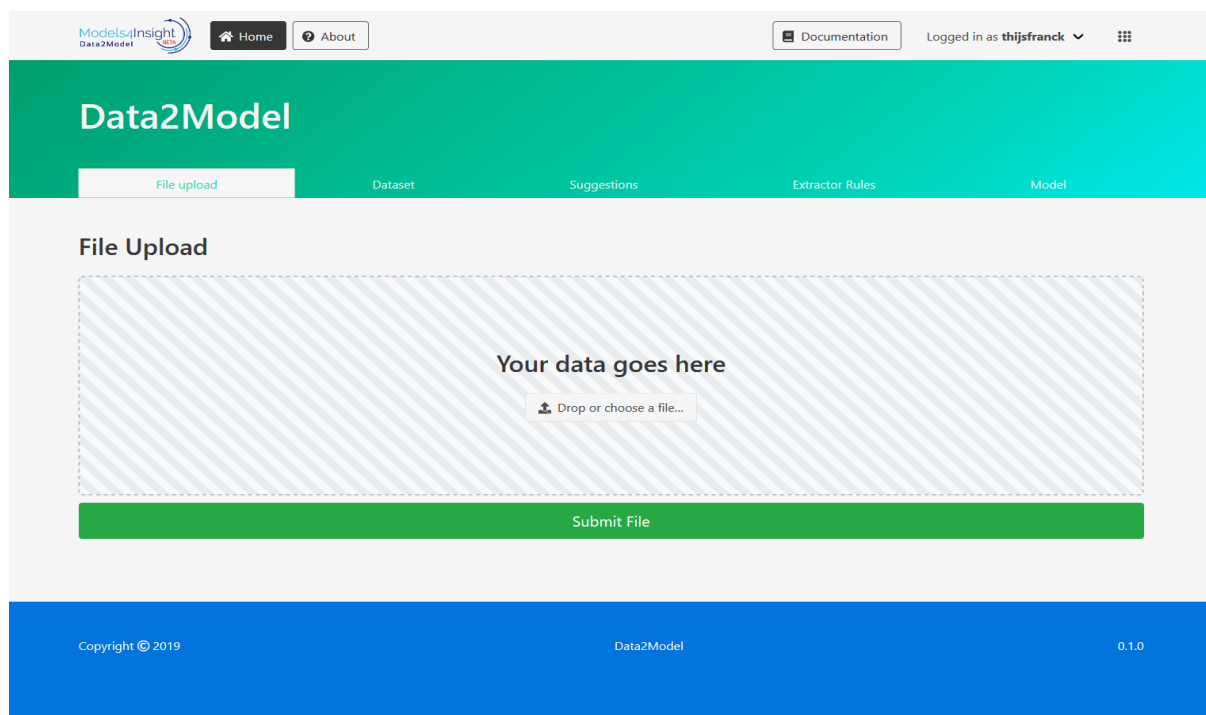 Models4Insight
Data2Model BETA
Home
About
Documentation
Logged in as thijsfranck
Data2Model
File upload
Dataset
Suggestions
Extractor Rules
Model
File Upload
Your data goes here
Drop or choose a file...
Submit File
Copyright © 2019
Data2Model
0.1.0